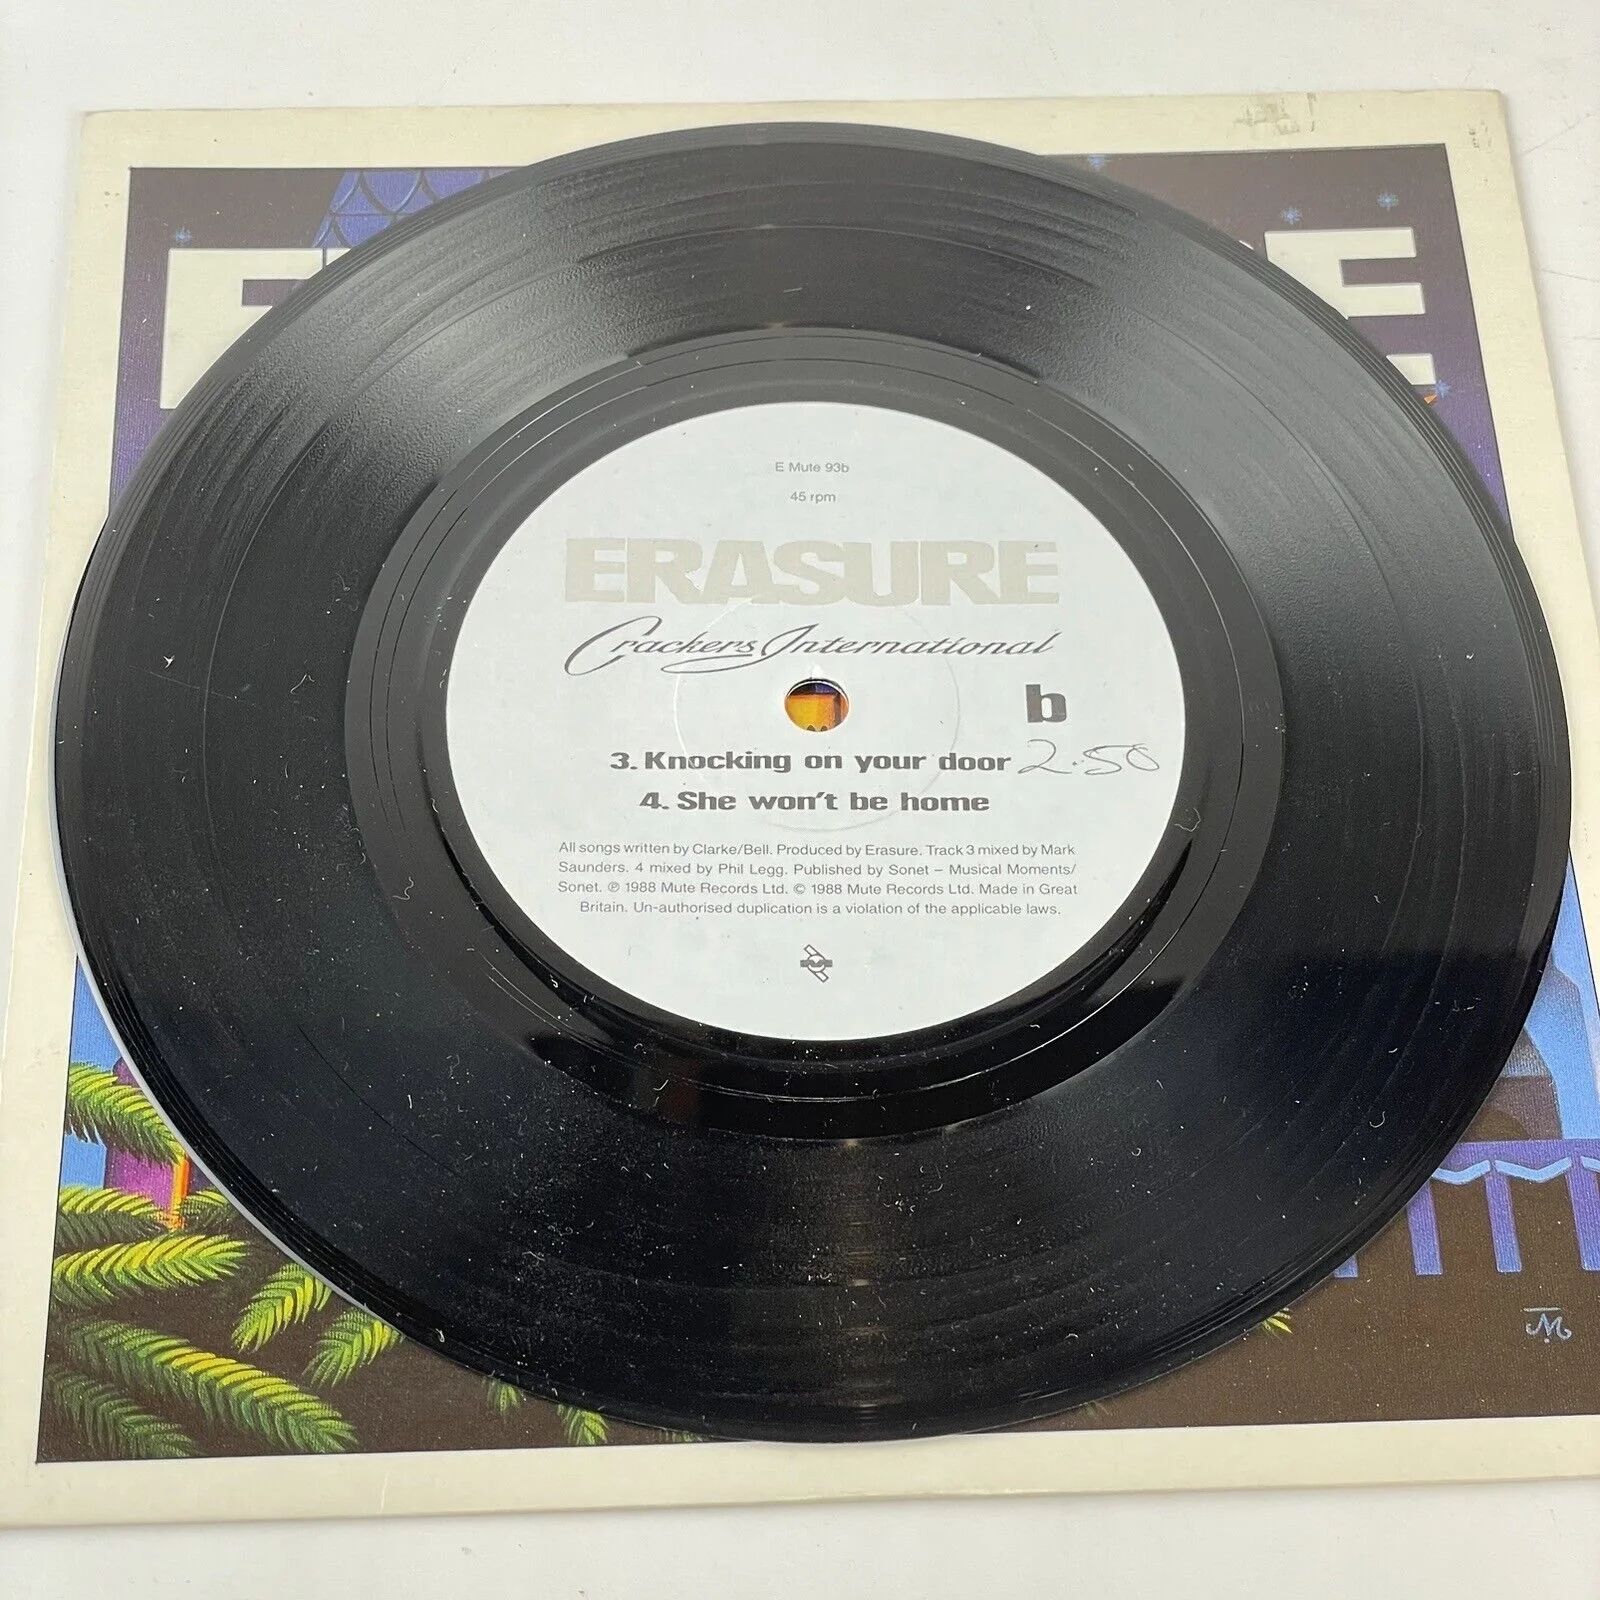 E RE
E Mute 93b
45 rpm
ERASURE
Crackers International
b
3. Knocking on your door 2.50
4. She won't be home
All songs written by Clarke/Bell. Produced by Erasure. Track 3 mixed by Mark
Saunders. 4 mixed by Phil Legg. Published by Sonet – Musical Moments/
Sonet. ℗ 1988 Mute Records Ltd. © 1988 Mute Records Ltd. Made in Great
Britain. Un-authorised duplication is a violation of the applicable laws.